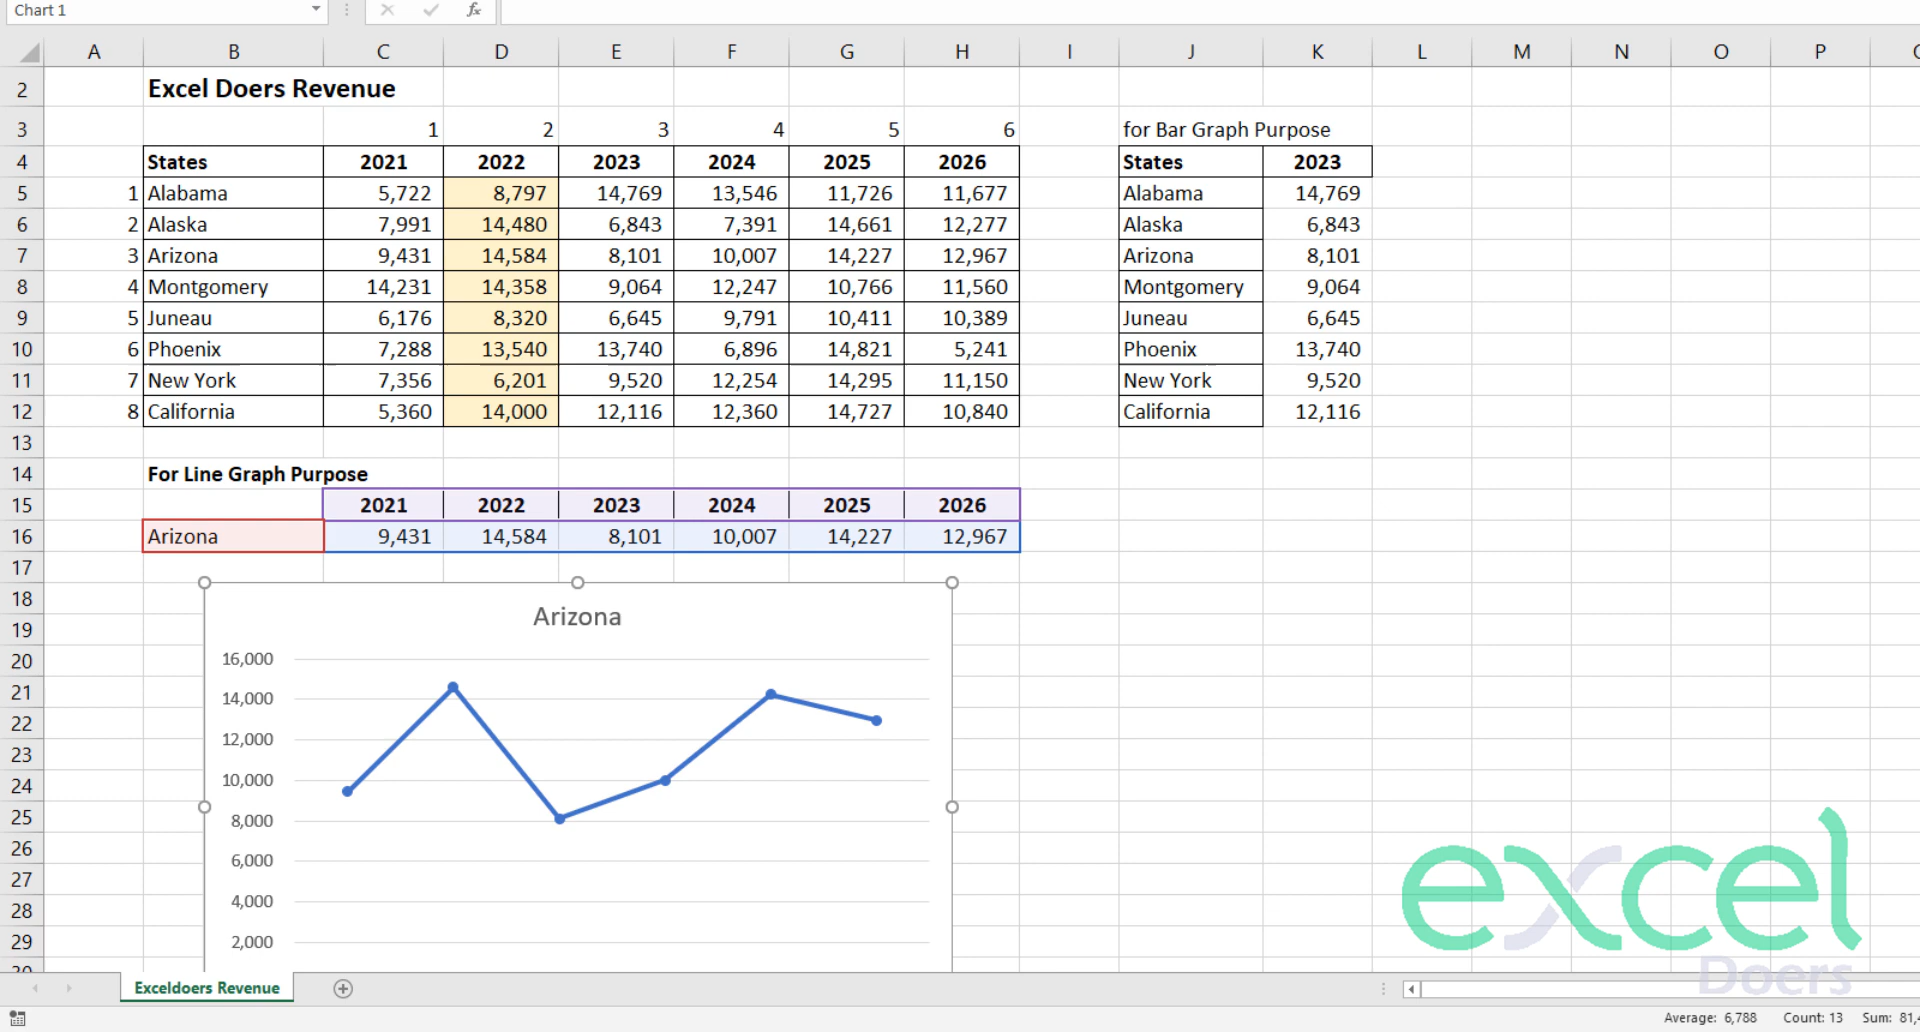 Chart 1 fx
A B C D E F G H I J K L M N O P
2 Excel Doers Revenue
3 1 2 3 4 5 6 for Bar Graph Purpose
4 States 2021 2022 2023 2024 2025 2026 States 2023
5 1 Alabama 5,722 8,797 14,769 13,546 11,726 11,677 Alabama 14,769
6 2 Alaska 7,991 14,480 6,843 7,391 14,661 12,277 Alaska 6,843
7 3 Arizona 9,431 14,584 8,101 10,007 14,227 12,967 Arizona 8,101
8 4 Montgomery 14,231 14,358 9,064 12,247 10,766 11,560 Montgomery 9,064
9 5 Juneau 6,176 8,320 6,645 9,791 10,411 10,389 Juneau 6,645
10 6 Phoenix 7,288 13,540 13,740 6,896 14,821 5,241 Phoenix 13,740
11 7 New York 7,356 6,201 9,520 12,254 14,295 11,150 New York 9,520
12 8 California 5,360 14,000 12,116 12,360 14,727 10,840 California 12,116
13
14 For Line Graph Purpose
15 2021 2022 2023 2024 2025 2026
16 Arizona 9,431 14,584 8,101 10,007 14,227 12,967
17
18
Arizona
19
20 16,000
21 14,000
22
23 12,000
24 10,000
25 8,000
26 6,000
27
28 4,000
29 2,000
excel
Doers
Exceldoers Revenue
Average: 6,788 Count: 13 Sum: 81,